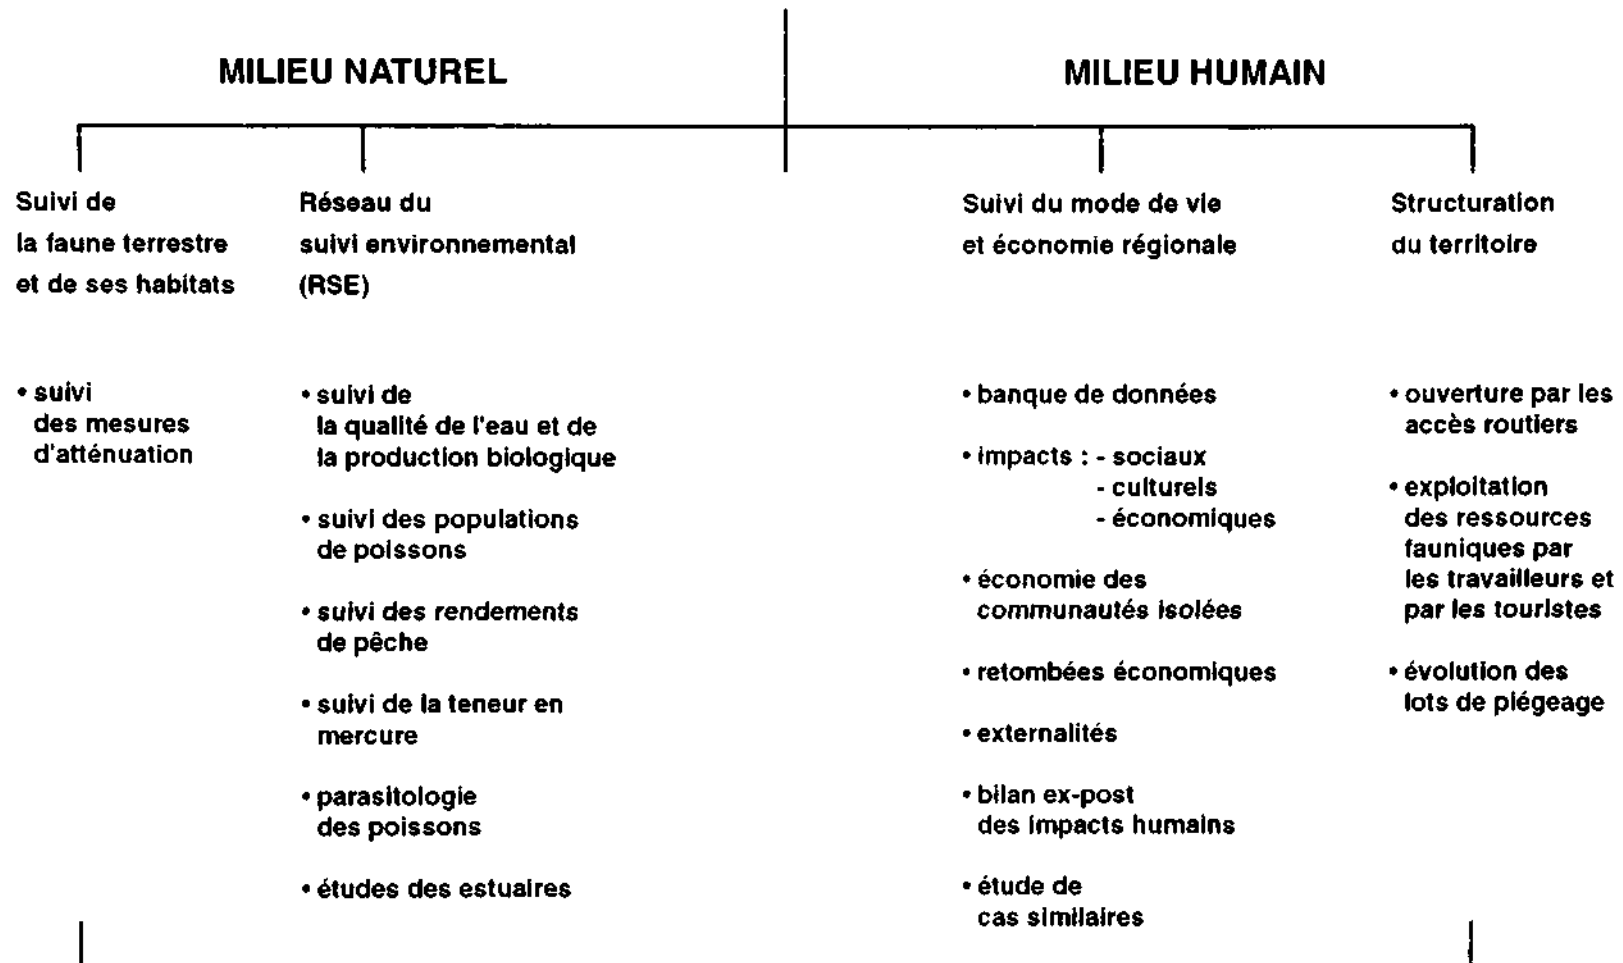 MILIEU NATUREL
MILIEU HUMAIN
Suivi de
la faune terrestre
et de ses habitats
Réseau du
suivi environnemental
(RSE)
Suivi du mode de vie
et économie régionale
Structuration
du territoire
• suivi
des mesures
d'atténuation
• suivi de
la qualité de l'eau et de
la production biologique
• suivi des populations
de poissons
• suivi des rendements
de pêche
• suivi de la teneur en
mercure
• parasitologie
des poissons
• études des estuaires
• banque de données
• impacts : - sociaux
- culturels
- économiques
• économie des
communautés isolées
• retombées économiques
• externalités
• bilan ex-post
des impacts humains
• étude de
cas similaires
• ouverture par les
accès routiers
• exploitation
des ressources
fauniques par
les travailleurs et
par les touristes
• évolution des
lots de piégeage